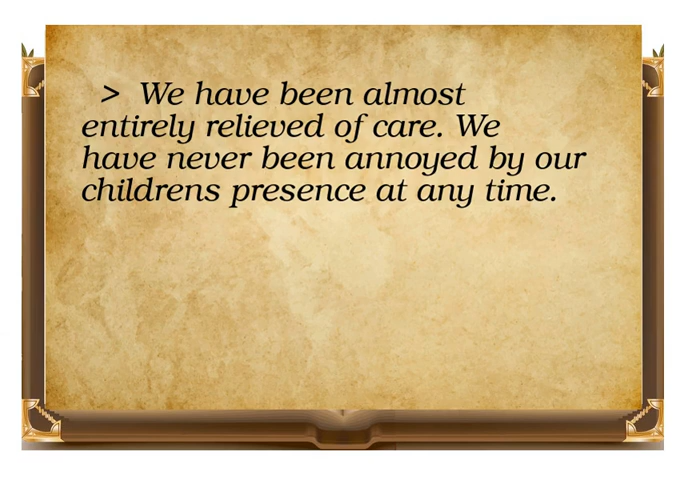 > We have been almost
entirely relieved of care. We
have never been annoyed by our
childrens presence at any time.